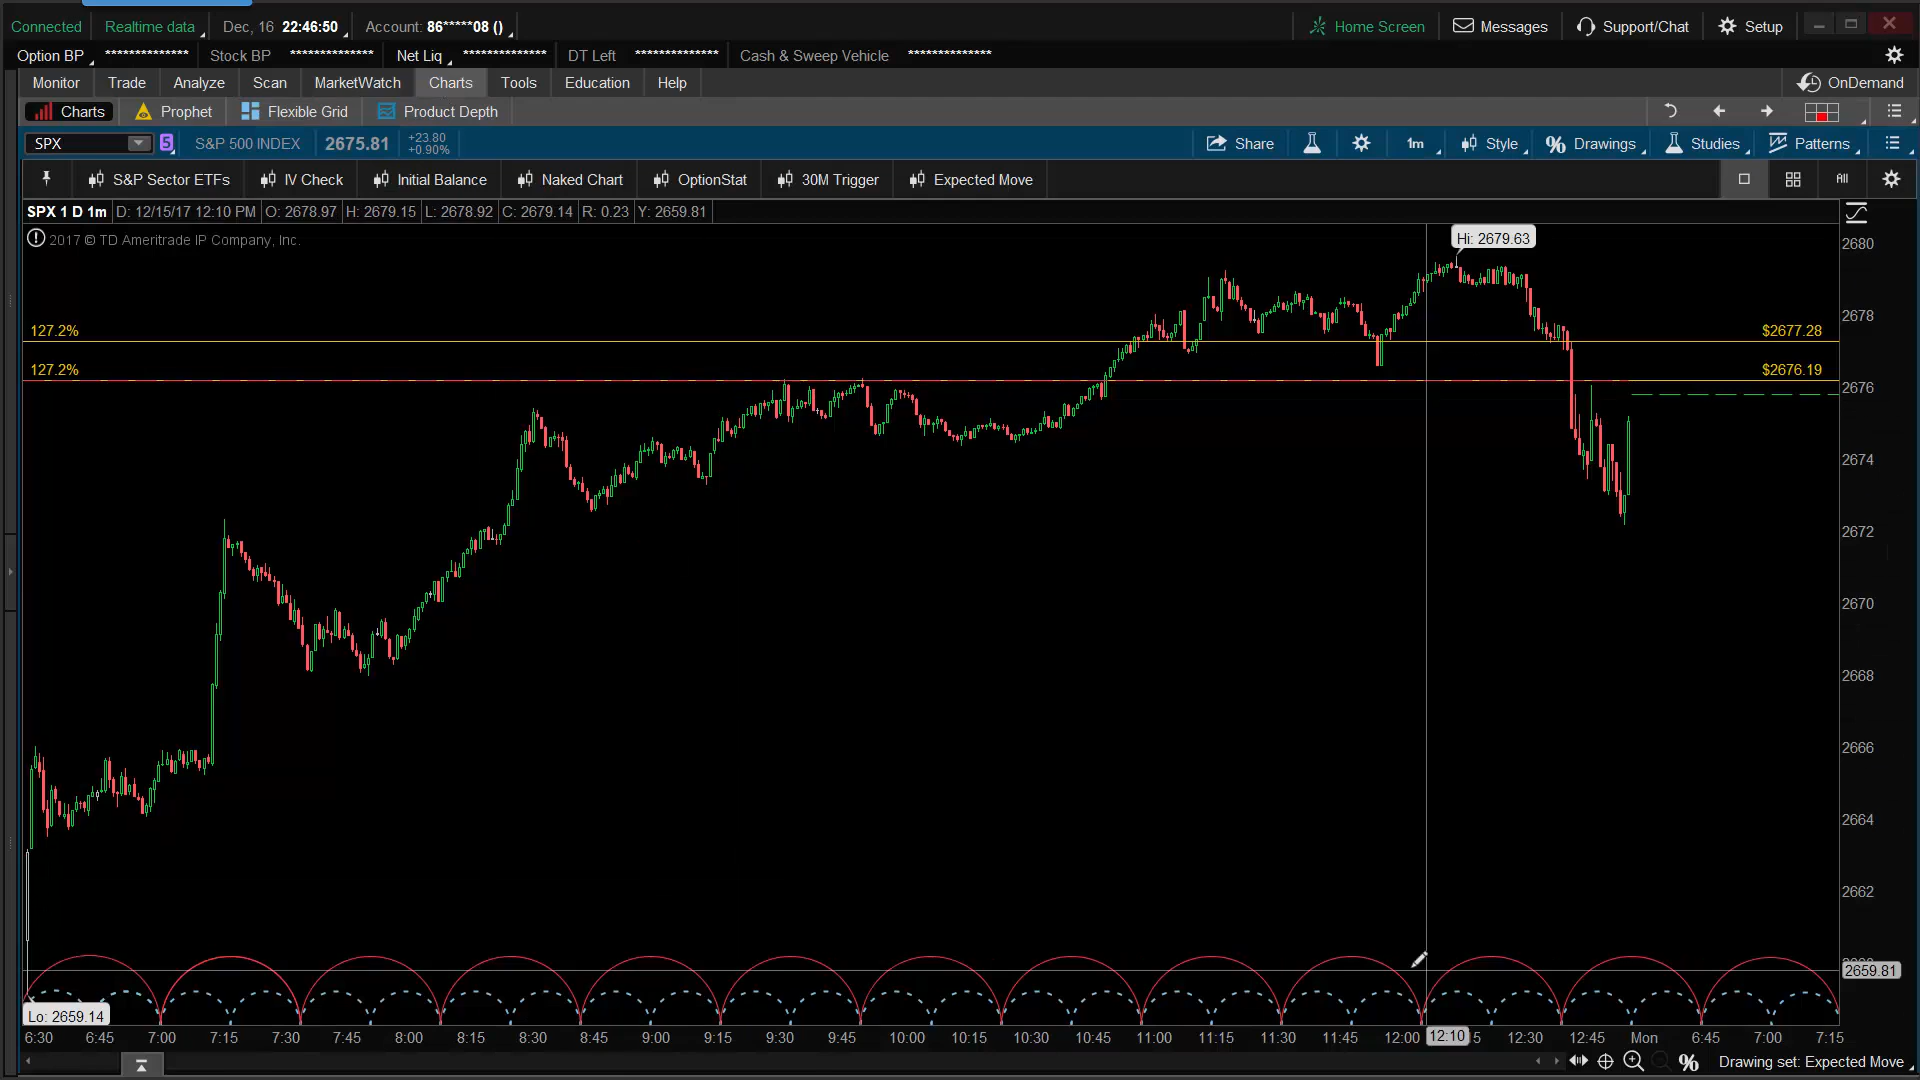 Connected Realtime data Dec, 16 22:46:50 Account: 86*****08 () Home Screen Messages Support/Chat Setup
Option BP ************** Stock BP ************** Net Liq ************** DT Left ************** Cash & Sweep Vehicle **************
Monitor Trade Analyze Scan MarketWatch Charts Tools Education Help OnDemand
Charts Prophet Flexible Grid Product Depth
SPX 5 S&P 500 INDEX 2675.81 +23.80 Share 1m Style Drawings Studies Patterns
+0.90%
S&P Sector ETFs IV Check Initial Balance Naked Chart OptionStat 30M Trigger Expected Move All
SPX 1 D 1m D: 12/15/17 12:10 PM O: 2678.97 H: 2679.15 L: 2678.92 C: 2679.14 R: 0.23 Y: 2659.81
2017 © TD Ameritrade IP Company, Inc. Hi: 2679.63 2680
2678
127.2% $2677.28
127.2% $2676.19
2676
2674
2672
2670
2668
2666
2664
2662
2659.81
Lo: 2659.14
6:30 6:45 7:00 7:15 7:30 7:45 8:00 8:15 8:30 8:45 9:00 9:15 9:30 9:45 10:00 10:15 10:30 10:45 11:00 11:15 11:30 11:45 12:00 12:10 5 12:30 12:45 Mon 6:45 7:00 7:15
Drawing set: Expected Move